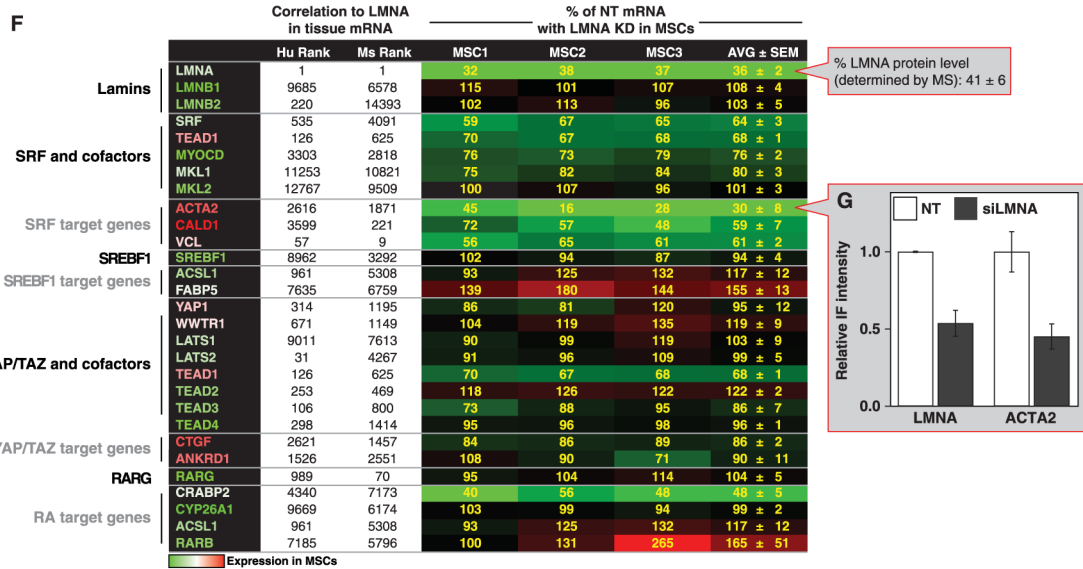 F
Correlation to LMNA
in tissue mRNA
% of NT mRNA
with LMNA KD in MSCs
Hu Rank Ms Rank MSC1 MSC2 MSC3 AVG ± SEM
Lamins
LMNA 1 1 32 38 37 36 ± 2
LMNB1 9685 6578 115 101 107 108 ± 4
LMNB2 220 14393 102 113 96 103 ± 5
% LMNA protein level
(determined by MS): 41 ± 6
SRF and cofactors
SRF 535 4091 59 67 65 64 ± 3
TEAD1 126 625 70 67 68 68 ± 1
MYOCD 3303 2818 76 73 79 76 ± 2
MKL1 11253 10821 75 82 84 80 ± 3
MKL2 12767 9509 100 107 96 101 ± 3
SRF target genes
ACTA2 2616 1871 45 16 28 30 ± 8
CALD1 3599 221 72 57 48 59 ± 7
VCL 57 9 56 65 61 61 ± 2
SREBF1
SREBF1 8962 3292 102 94 87 94 ± 4
SREBF1 target genes
ACSL1 961 5308 93 125 132 117 ± 12
FABP5 7635 6759 139 180 144 155 ± 13
AP/TAZ and cofactors
YAP1 314 1195 86 81 120 95 ± 12
WWTR1 671 1149 104 119 135 119 ± 9
LATS1 9011 7613 90 99 119 103 ± 9
LATS2 31 4267 91 96 109 99 ± 5
TEAD1 126 625 70 67 68 68 ± 1
TEAD2 253 469 118 126 122 122 ± 2
TEAD3 106 800 73 88 95 86 ± 7
TEAD4 298 1414 95 96 98 96 ± 1
YAP/TAZ target genes
CTGF 2621 1457 84 86 89 86 ± 2
ANKRD1 1526 2551 108 90 71 90 ± 11
RARG
RARG 989 70 95 104 114 104 ± 5
RA target genes
CRABP2 4340 7173 40 56 48 48 ± 5
CYP26A1 9669 6174 103 99 94 99 ± 2
ACSL1 961 5308 93 125 132 117 ± 12
RARB 7185 5796 100 131 265 165 ± 51
Expression in MSCs
G
NT siLMNA
Relative IF intensity
1.0
0.5
0.0
LMNA ACTA2